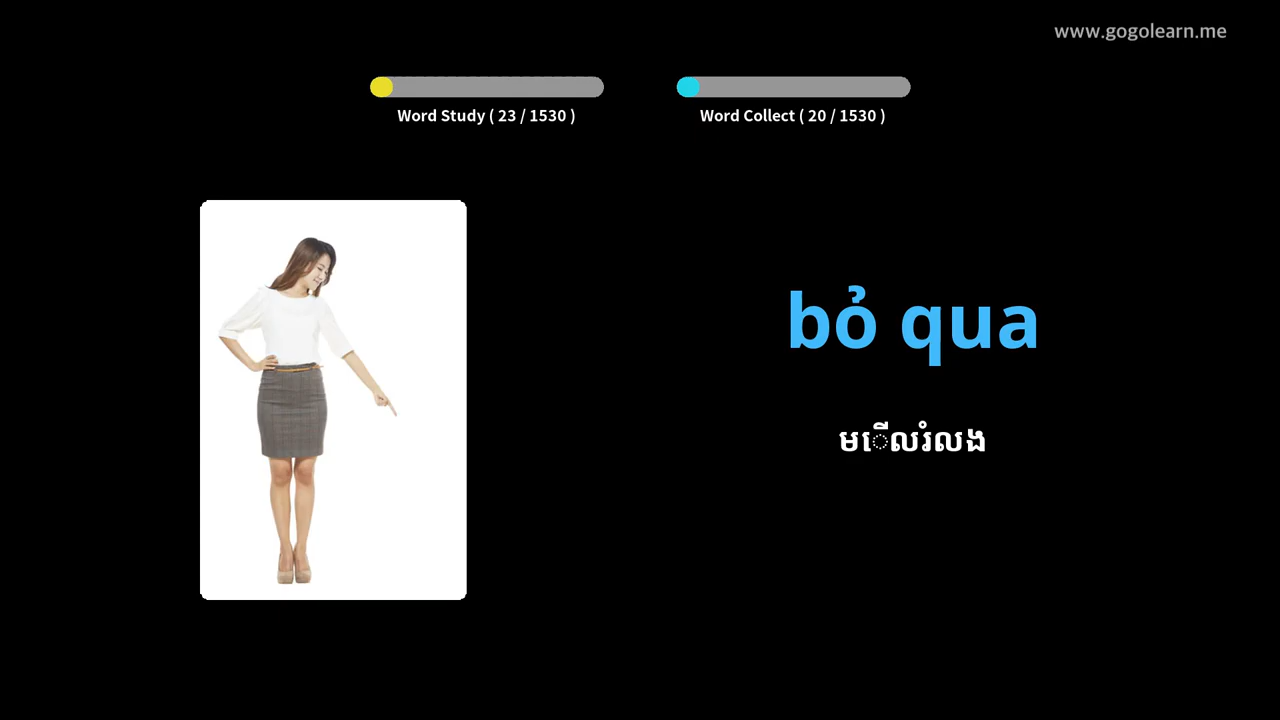 www.gogolearn.me
Word Study ( 23 / 1530 )
Word Collect ( 20 / 1530 )
bỏ qua
មើលរំលង